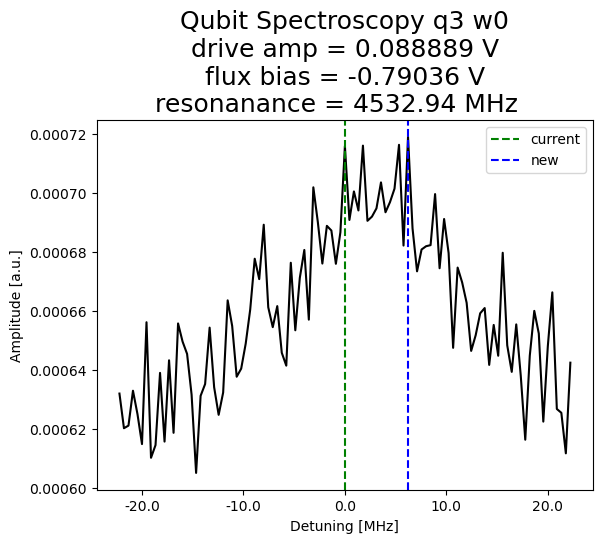 Qubit Spectroscopy q3 w0
drive amp = 0.088889 V
flux bias = -0.79036 V
resonanance = 4532.94 MHz
0.00072
0.00070
0.00068
0.00066
0.00064
0.00062
0.00060
Amplitude [a.u.]
current
new
-20.0
-10.0
0.0
10.0
20.0
Detuning [MHz]